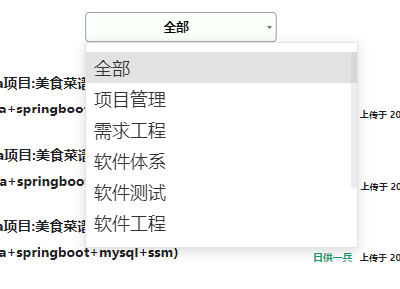 全部
全部
项目管理
需求工程
软件体系
软件测试
软件工程
a项目:美食菜谱
a+springboot
上传于 20
a项目:美食菜谱
a+springboot
上传于 20
a项目:美食菜谱
a+springboot+mysql+ssm)
日供一兵 上传于 20